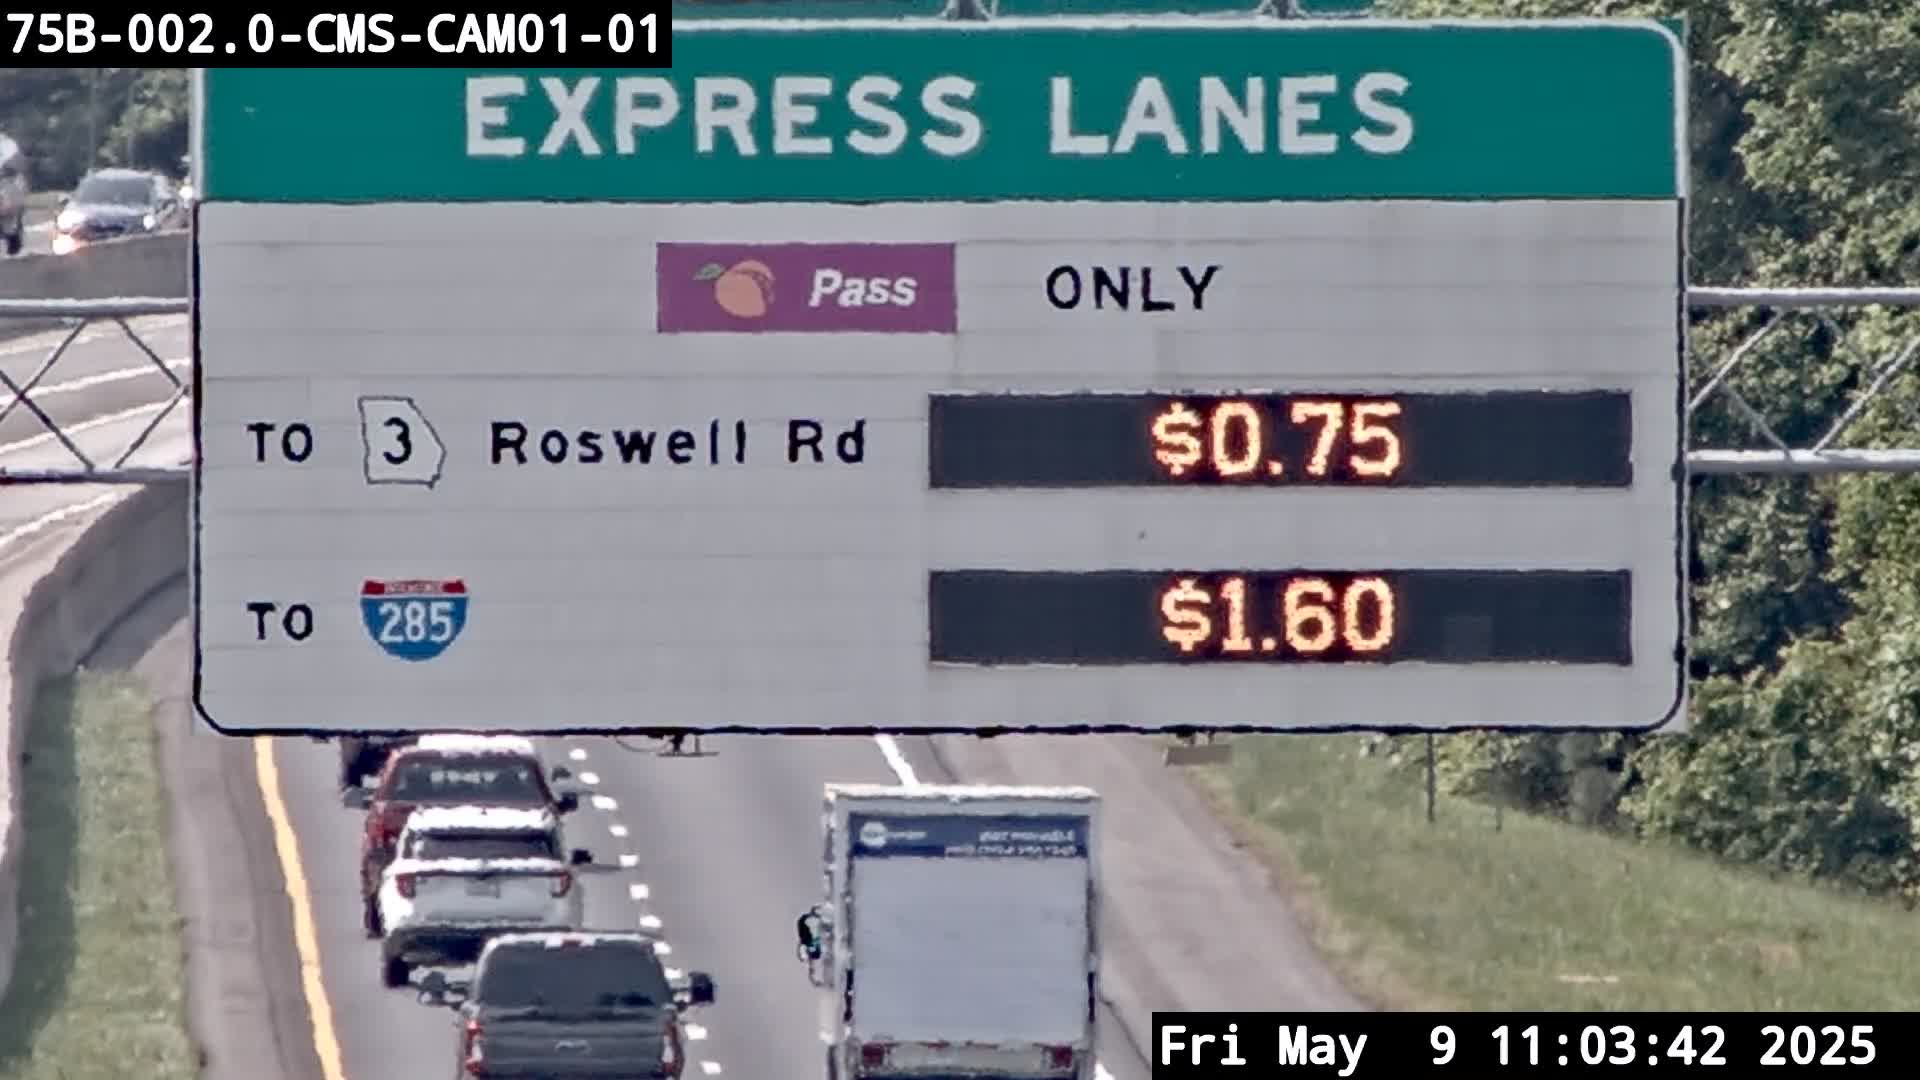 75B-002.0-CMS-CAM01-01
EXPRESS LANES
Pass ONLY
TO 3 Roswell Rd $0.75
TO 285 $1.60
Fri May 9 11:03:42 2025